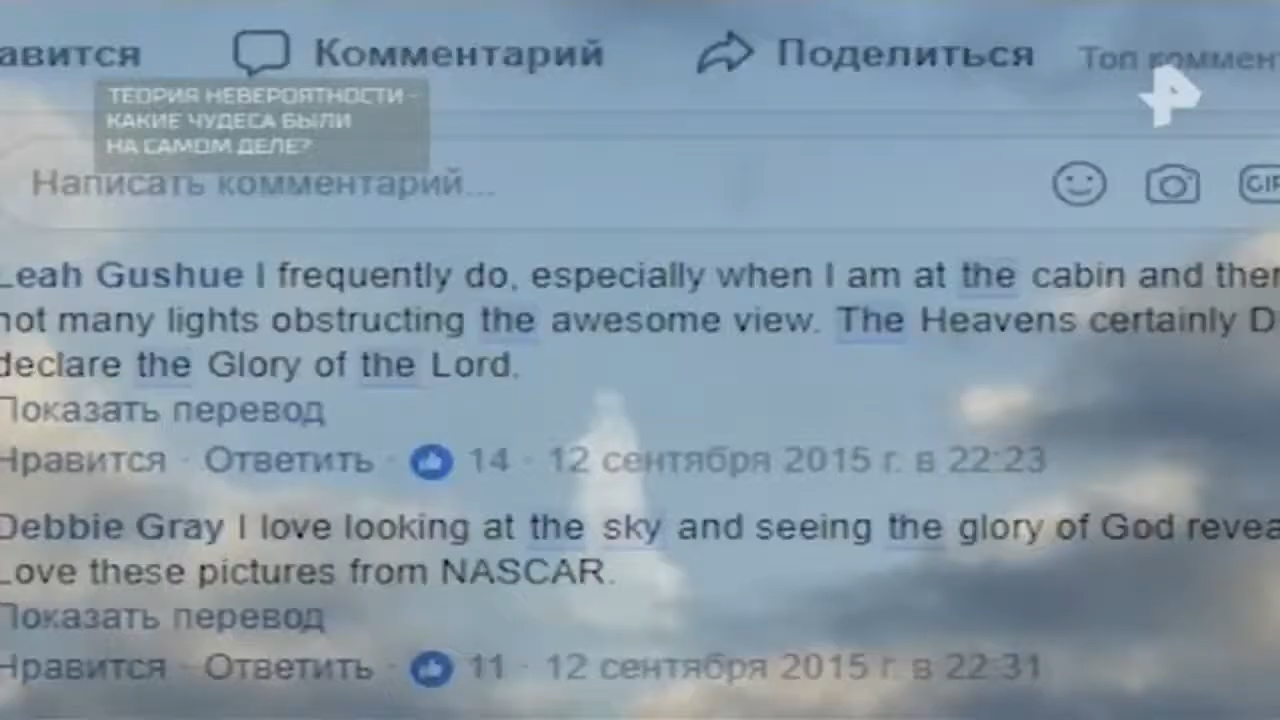 авится Комментарий Поделиться Топ коммен
ТЕОРИЯ НЕВЕРОЯТНОСТИ -
КАКИЕ ЧУДЕСА БЫЛИ
НА САМОМ ДЕЛЕ?
Написать комментарий...
GIF
Leah Gushue I frequently do, especially when I am at the cabin and ther
not many lights obstructing the awesome view. The Heavens certainly D
declare the Glory of the Lord.
Показать перевод
Нравится · Ответить · 14 · 12 сентября 2015 г. в 22:23
Debbie Gray I love looking at the sky and seeing the glory of God revea
Love these pictures from NASCAR.
Показать перевод
Нравится · Ответить · 11 · 12 сентября 2015 г. в 22:31